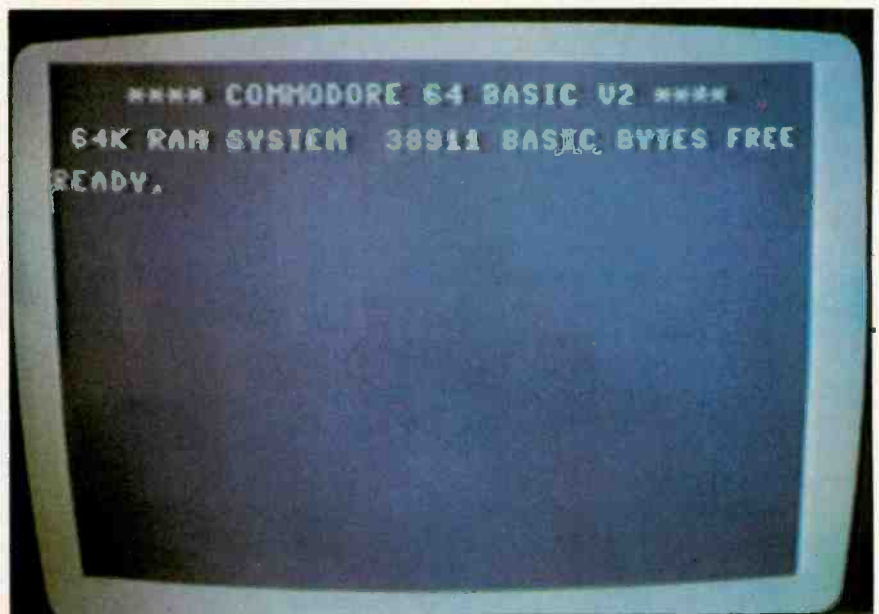 **** COMMODORE 64 BASIC V2 ****
64K RAM SYSTEM 38911 BASIC BYTES FREE
READY.